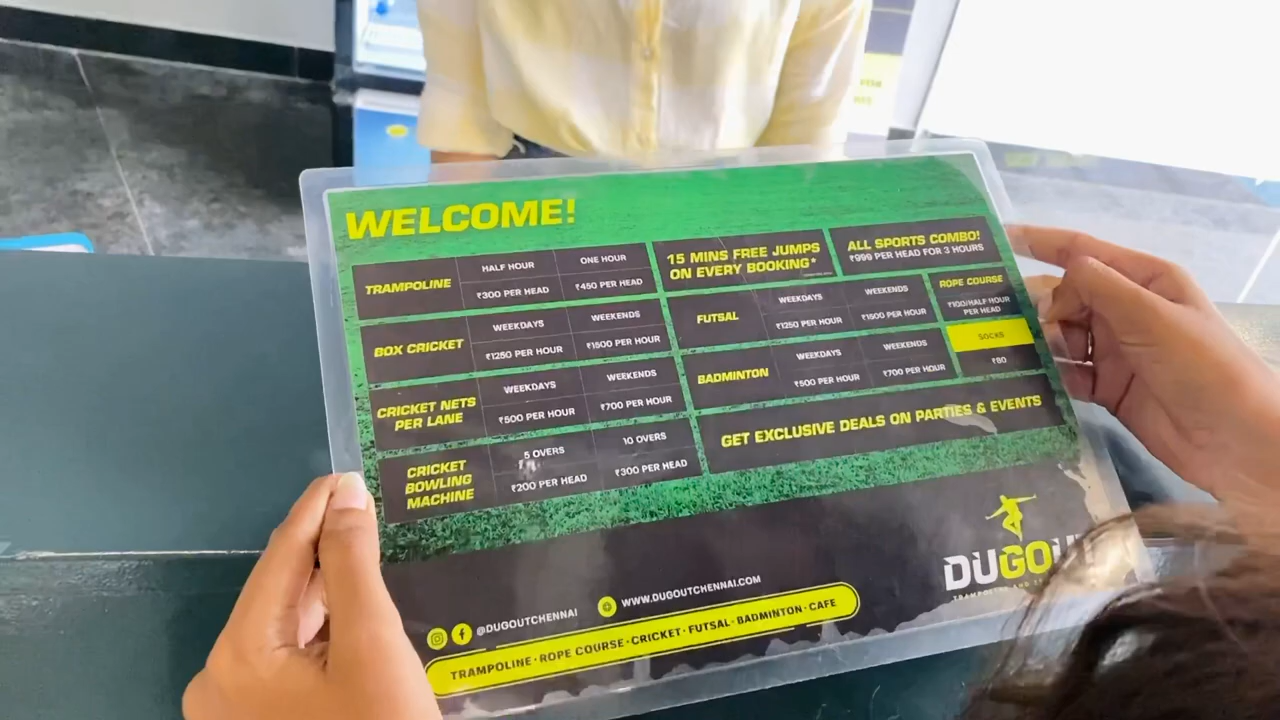 WELCOME!
TRAMPOLINE
HALF HOUR
ONE HOUR
₹300 PER HEAD
₹450 PER HEAD
BOX CRICKET
WEEKDAYS
WEEKENDS
₹1250 PER HOUR
₹1500 PER HOUR
CRICKET NETS
PER LANE
WEEKDAYS
WEEKENDS
₹500 PER HOUR
₹700 PER HOUR
CRICKET
BOWLING
MACHINE
5 OVERS
10 OVERS
₹200 PER HEAD
₹300 PER HEAD
15 MINS FREE JUMPS
ON EVERY BOOKING*
ALL SPORTS COMBO!
₹999 PER HEAD FOR 3 HOURS
FUTSAL
WEEKDAYS
WEEKENDS
₹1250 PER HOUR
₹1500 PER HOUR
ROPE COURSE
₹100/HALF HOUR
PER HEAD
BADMINTON
WEEKDAYS
WEEKENDS
₹500 PER HOUR
₹700 PER HOUR
SOCKS
₹80
GET EXCLUSIVE DEALS ON PARTIES & EVENTS
@DUGOUTCHENNAI
WWW.DUGOUTCHENNAI.COM
TRAMPOLINE · ROPE COURSE · CRICKET · FUTSAL · BADMINTON · CAFE
DUGOUT